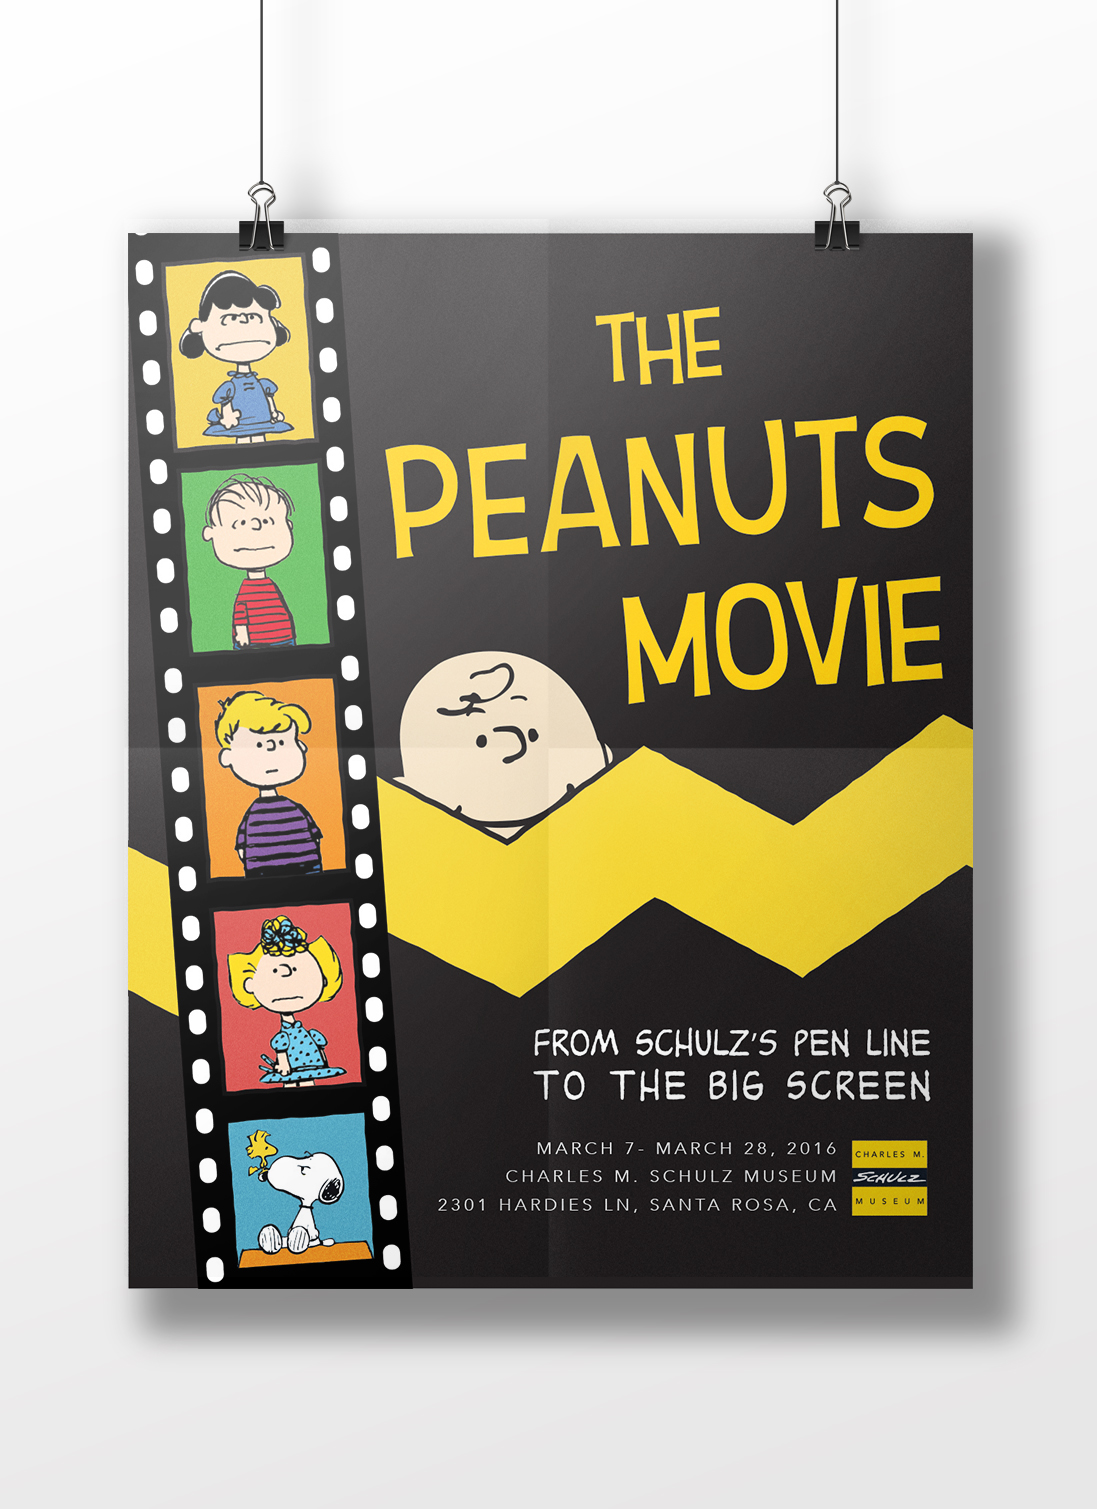 THE
PEANUTS
MOVIE
FROM SCHULZ'S PEN LINE
TO THE BIG SCREEN
MARCH 7- MARCH 28, 2016
CHARLES M. SCHULZ MUSEUM
2301 HARDIES LN, SANTA ROSA, CA
CHARLES M.
SCHULZ
MUSEUM